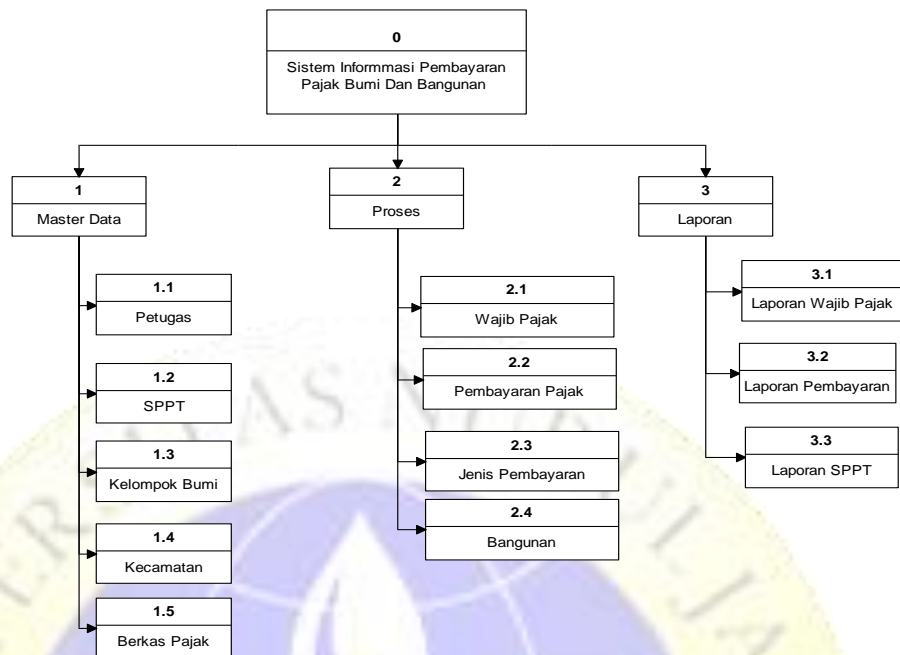 0
Sistem Informmasi Pembayaran
Pajak Bumi Dan Bangunan
1
Master Data
2
Proses
3
Laporan
1.1
Petugas
1.2
SPPT
1.3
Kelompok Bumi
1.4
Kecamatan
1.5
Berkas Pajak
2.1
Wajib Pajak
2.2
Pembayaran Pajak
2.3
Jenis Pembayaran
2.4
Bangunan
3.1
Laporan Wajib Pajak
3.2
Laporan Pembayaran
3.3
Laporan SPPT